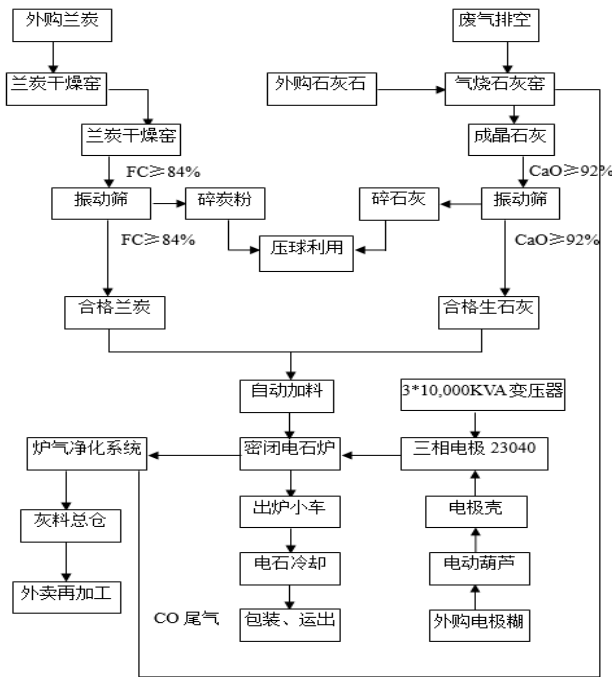 外购兰炭
废气排空
兰炭干燥窑
外购石灰石
气烧石灰窑
兰炭干燥窑
成晶石灰
FC≥84%
CaO≥92%
振动筛
碎炭粉
碎石灰
振动筛
FC≥84%
压球利用
CaO≥92%
合格兰炭
合格生石灰
自动加料
3*10,000KVA 变压器
炉气净化系统
密闭电石炉
三相电极 23040
灰料总仓
出炉小车
电极壳
外卖再加工
电石冷却
电动葫芦
CO 尾气
包装、运出
外购电极糊